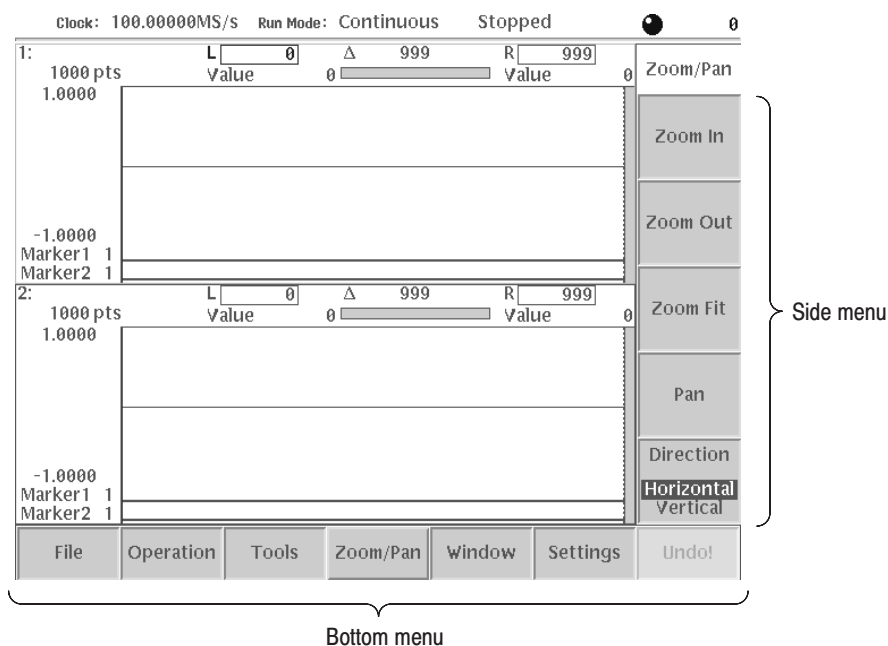 Clock: 100.00000MS/s Run Mode: Continuous Stopped 0
1: L 0 Δ 999 R 999
1000 pts Value 0 Value 0
1.0000
-1.0000
Marker1 1
Marker2 1
2: L 0 Δ 999 R 999
1000 pts Value 0 Value 0
1.0000
-1.0000
Marker1 1
Marker2 1
Zoom/Pan
Zoom In
Zoom Out
Zoom Fit
Pan
Direction
Horizontal
Vertical
Side menu
File Operation Tools Zoom/Pan Window Settings Undo!
Bottom menu